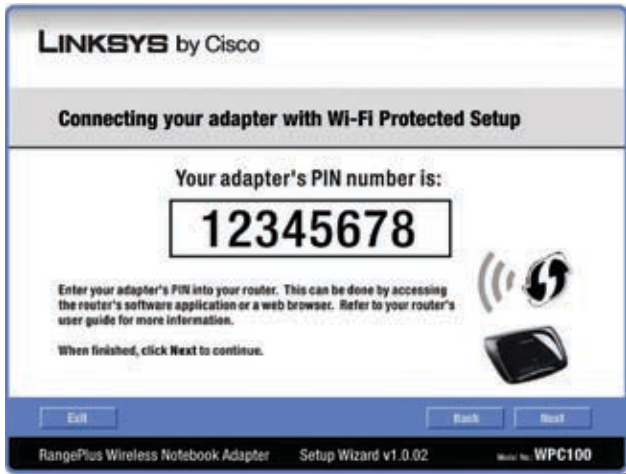 LINKSYS by Cisco
Connecting your adapter with Wi-Fi Protected Setup
Your adapter's PIN number is:
12345678
Enter your adapter's PIN into your router. This can be done by accessing
the router's software application or a web browser. Refer to your router's
user guide for more information.
When finished, click Next to continue.
Exit Back Next
RangePlus Wireless Notebook Adapter Setup Wizard v1.0.02 Model No.: WPC100